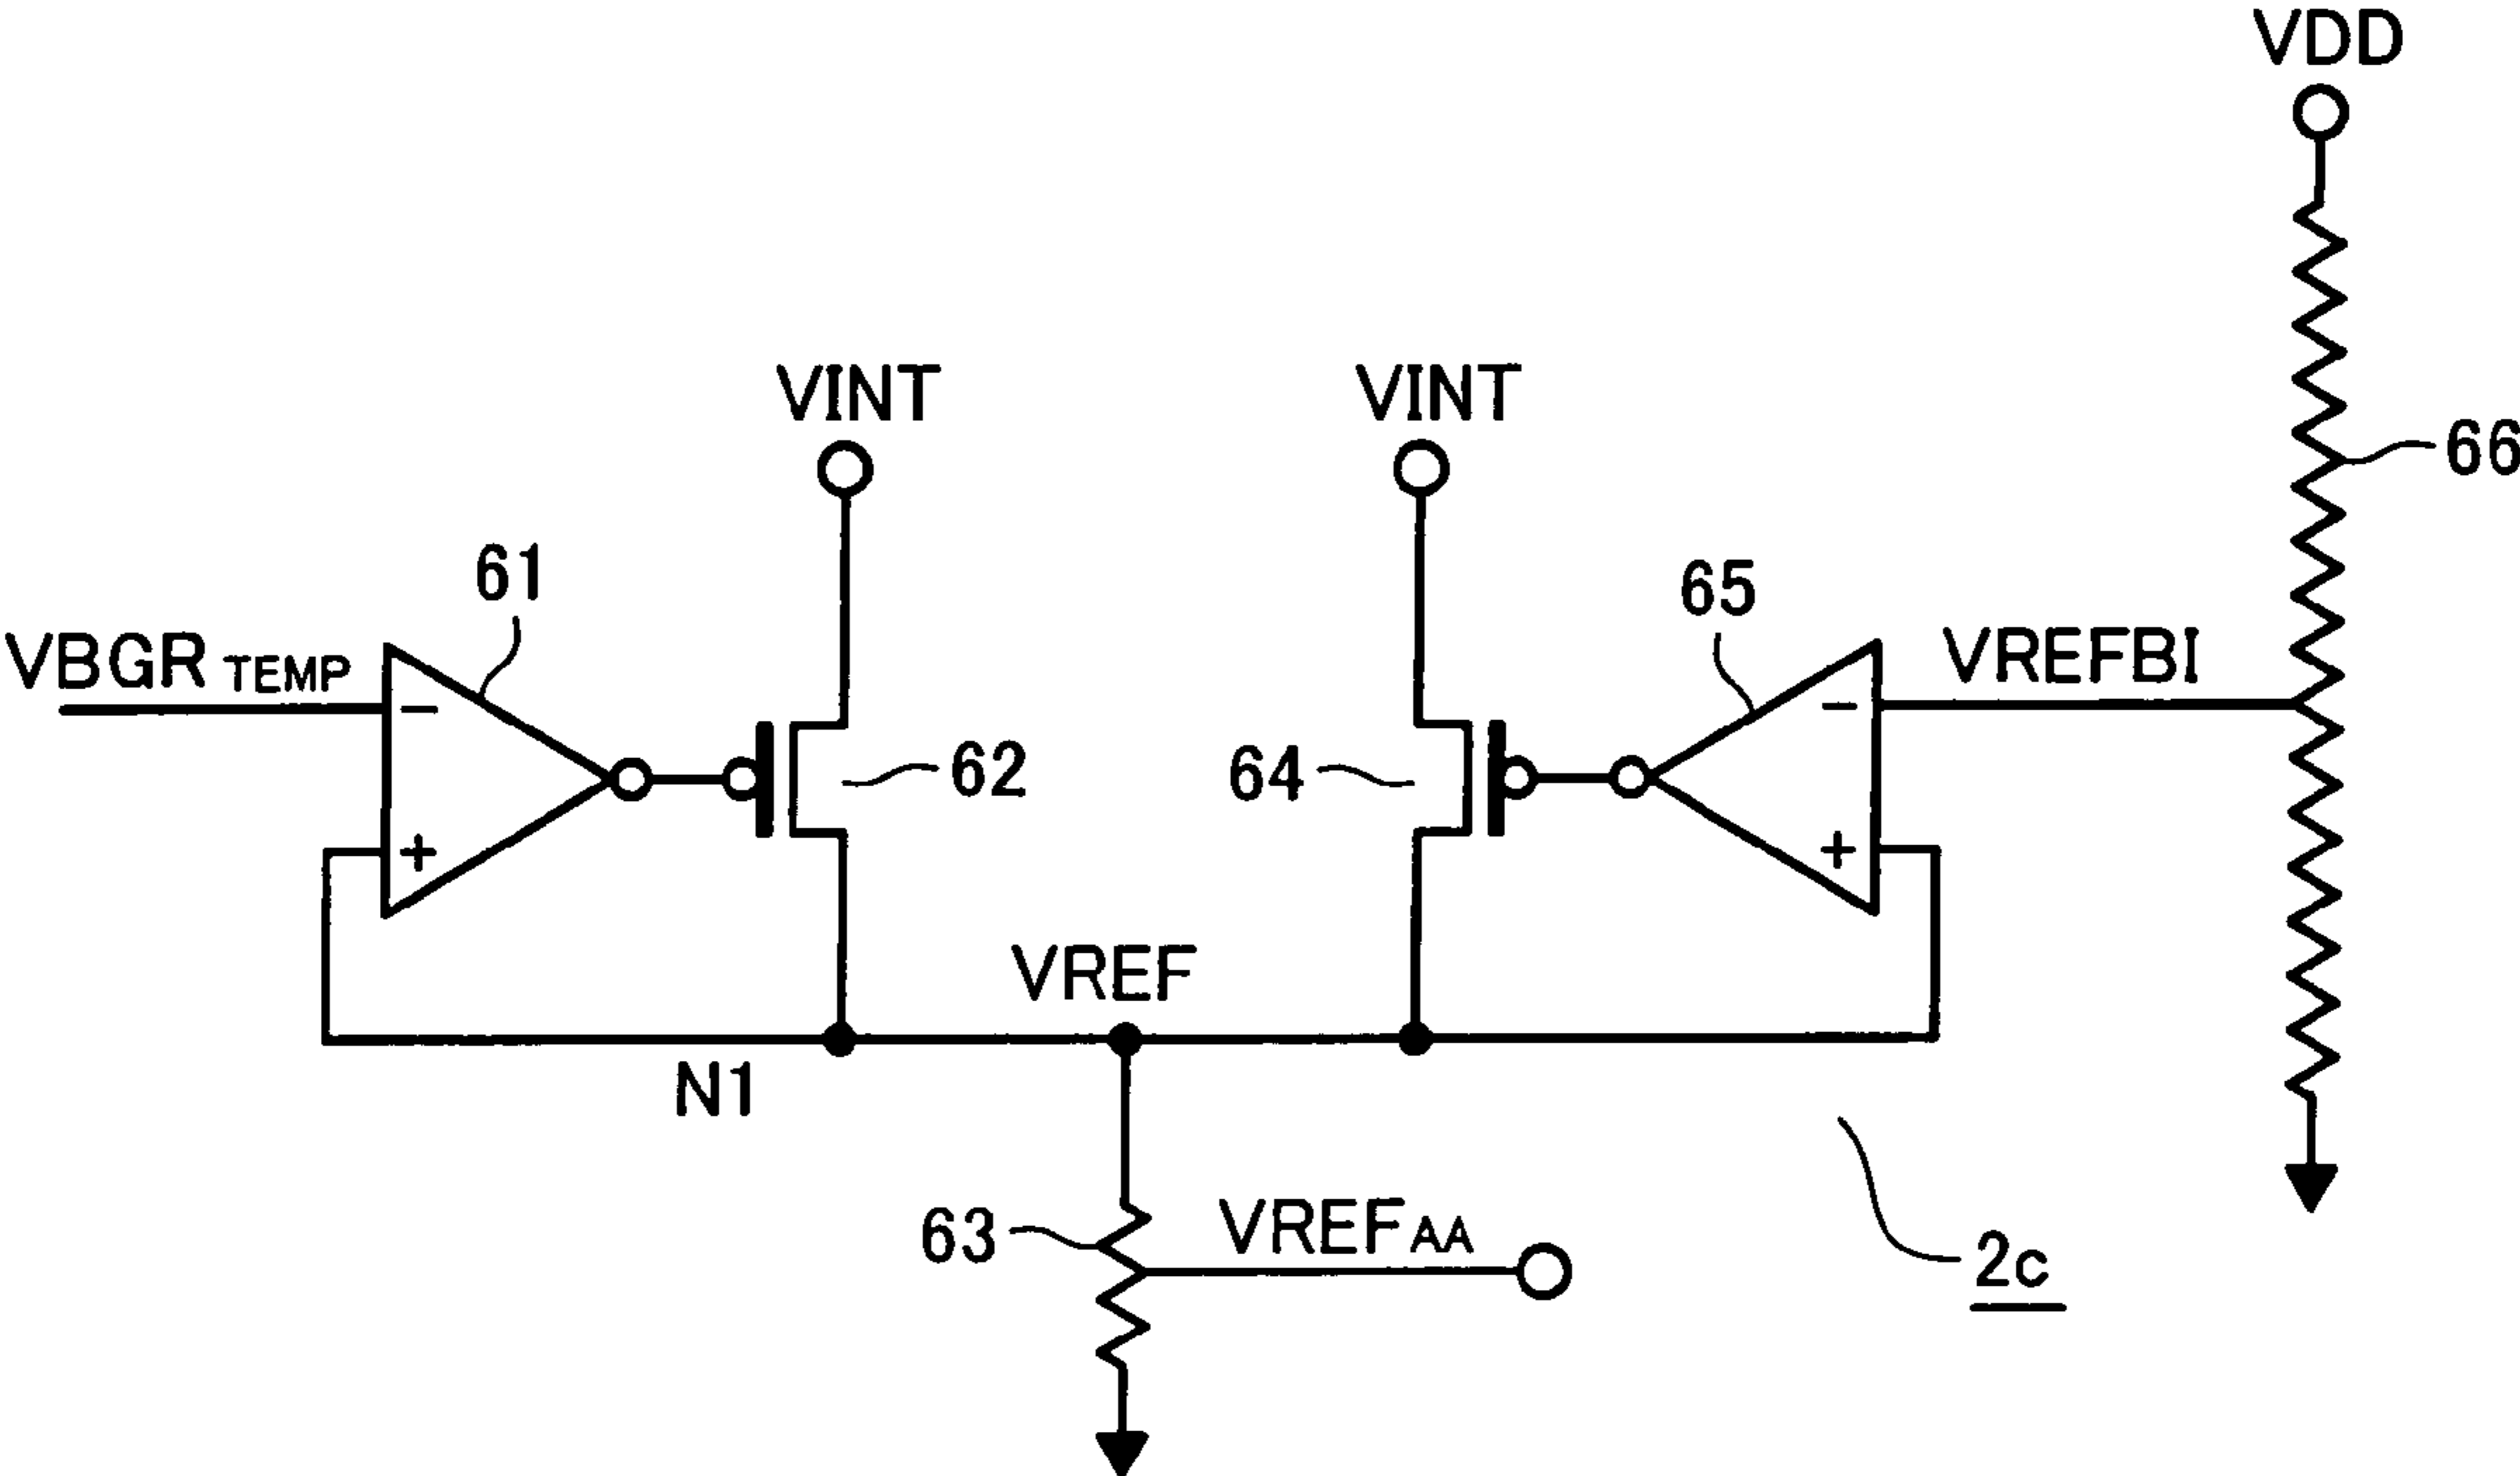 VDD
VINT
VINT
66
61
65
VBGR TEMP
VREFBI
−
−
62
64
+
+
VREF
N1
63
VREFAA
2c